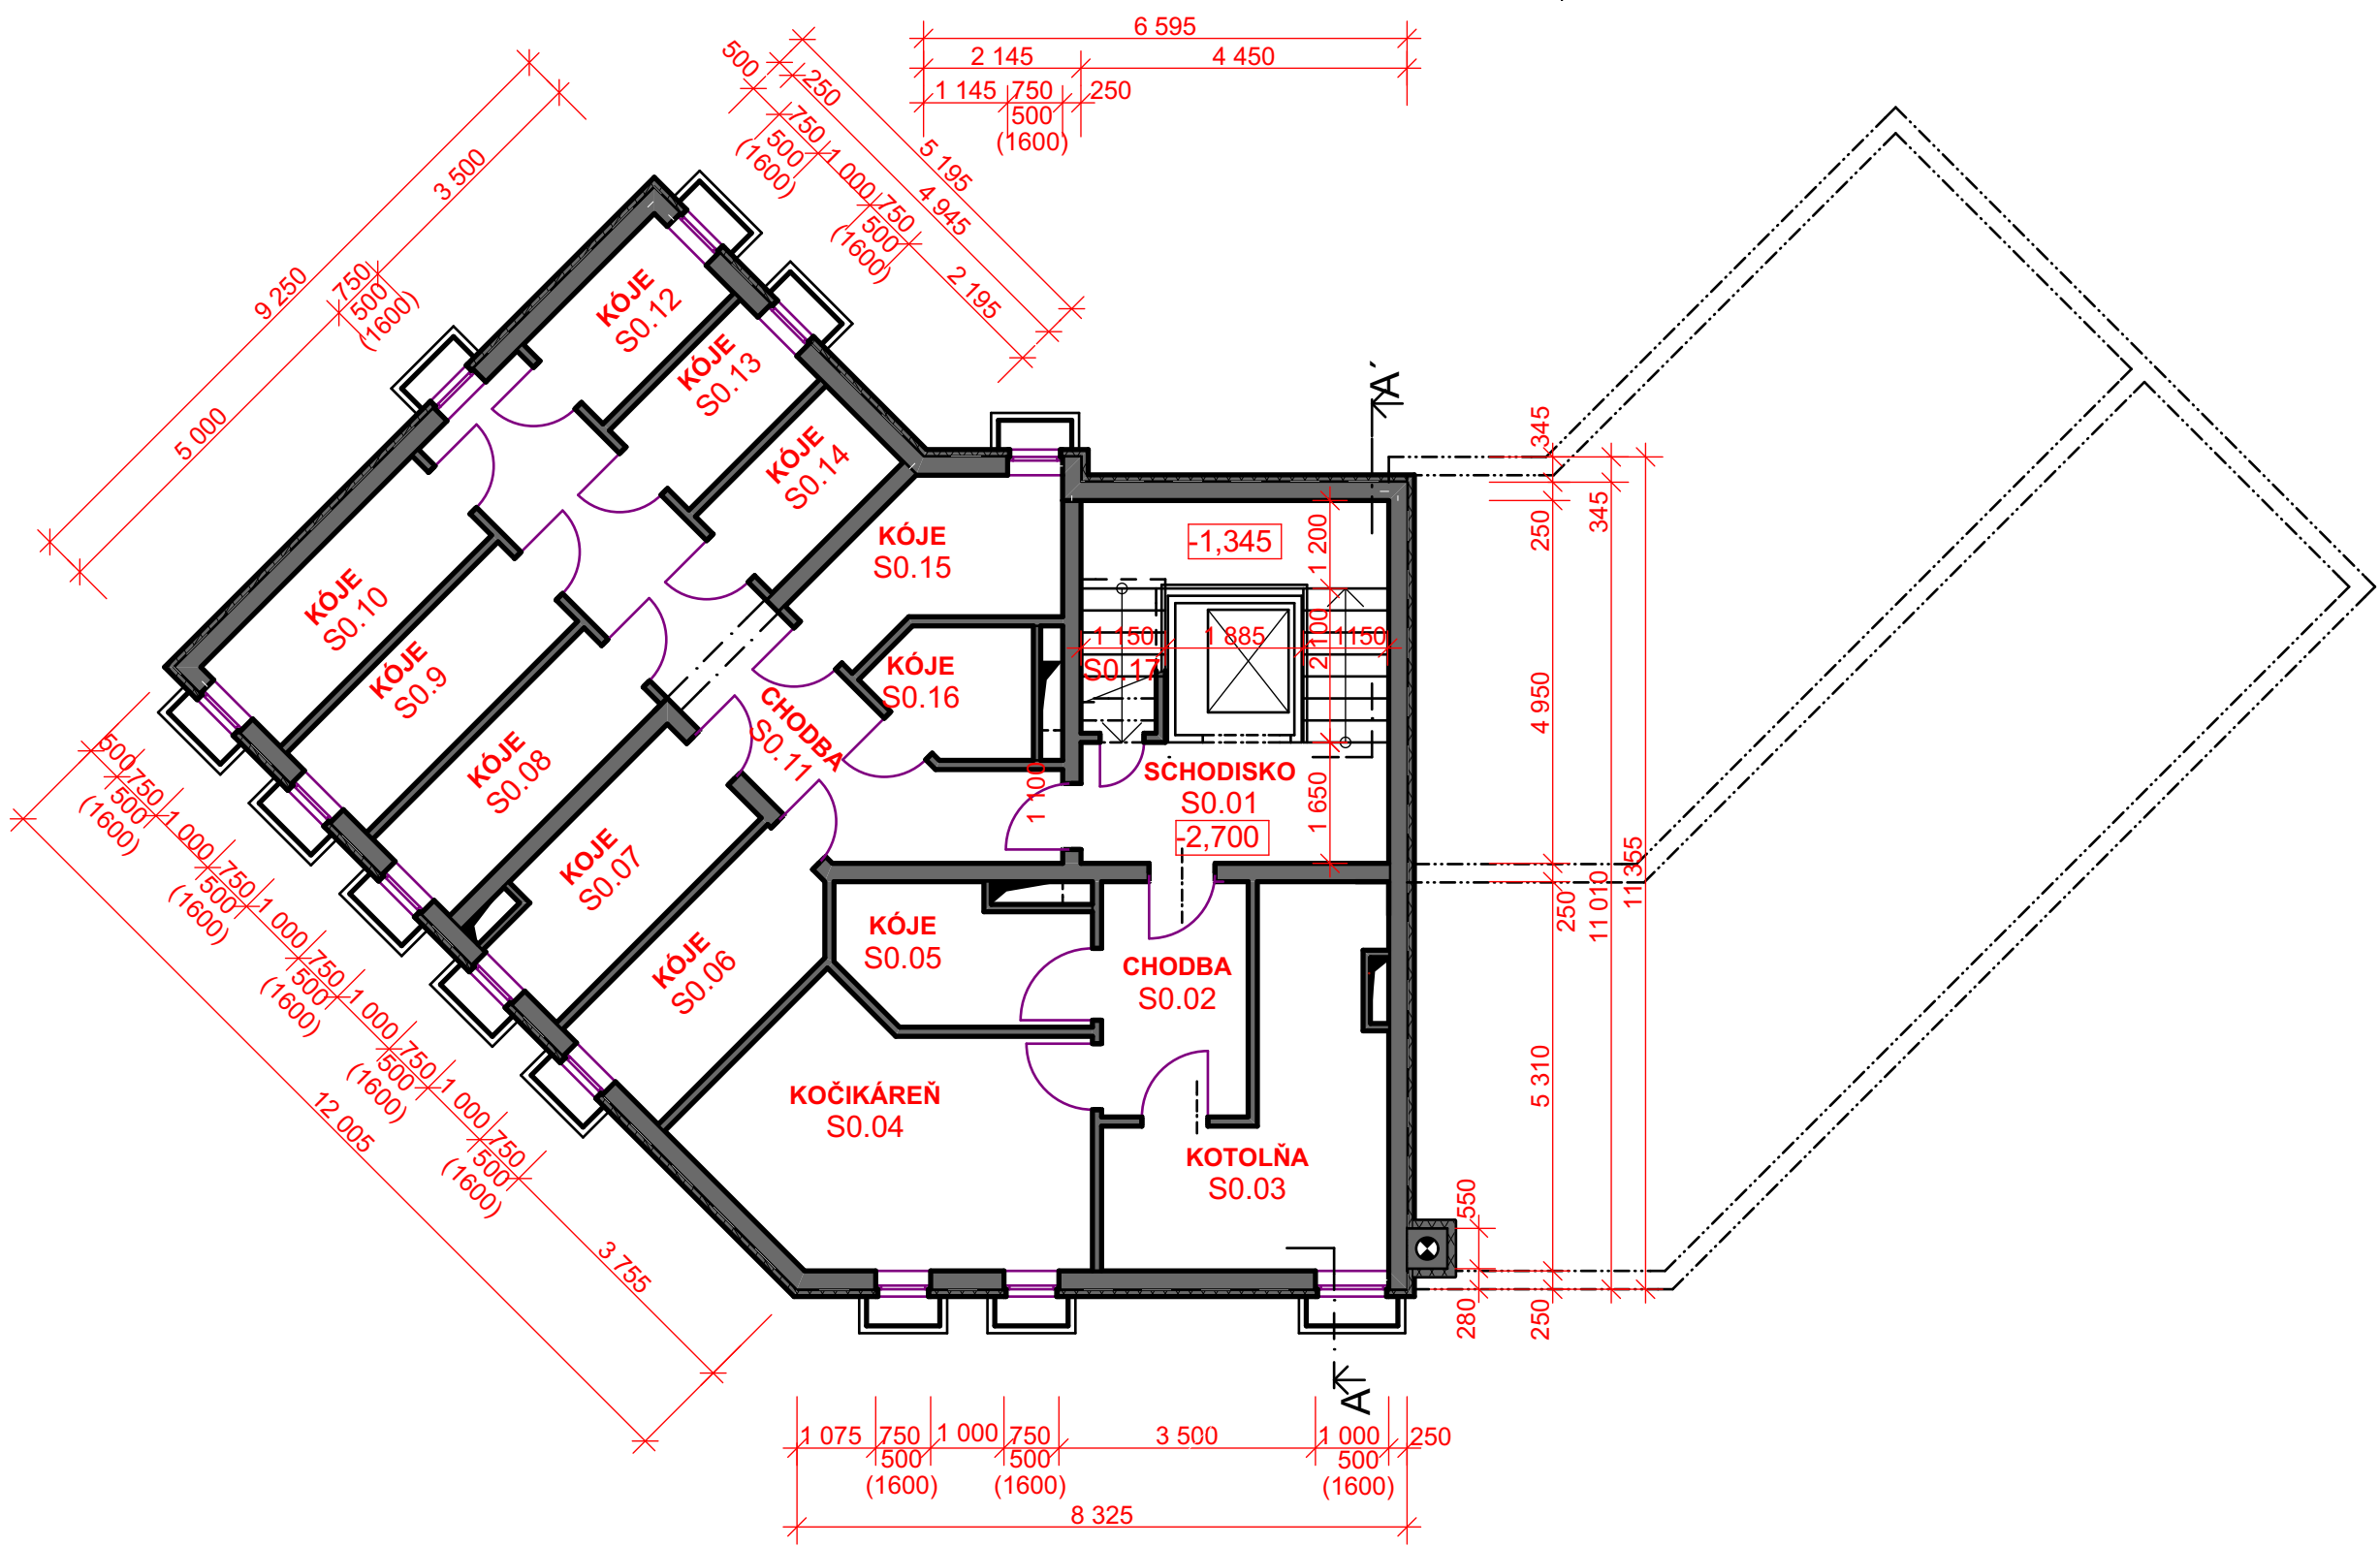 6 595
2 145
4 450
1 145
750
250
500
(1600)
500
250
750
500
(1600)
1 000
750
500
(1600)
2 195
5 195
4 945
9 250
3 500
750
500
(1600)
5 000
KÓJE
S0.12
KÓJE
S0.13
KÓJE
S0.14
KÓJE
S0.15
KÓJE
S0.16
KÓJE
S0.10
KÓJE
S0.9
KÓJE
S0.08
KOJE
S0.07
KÓJE
S0.06
CHODBA
S0.11
KÓJE
S0.05
KOČIKÁREŇ
S0.04
CHODBA
S0.02
KOTOLŇA
S0.03
SCHODISKO
S0.01
-2,700
-1,345
S0.17
1 150
1 885
1150
1 200
2 100
1 650
1 100
A´
A
345
250
4 950
250
5 310
250
345
11 010
11 355
550
280
500
750
500
(1600)
1 000
750
500
(1600)
1 000
750
500
(1600)
1 000
750
500
(1600)
1 000
750
500
(1600)
3 755
12 005
1 075
750
500
(1600)
1 000
750
500
(1600)
3 500
1 000
500
(1600)
250
8 325